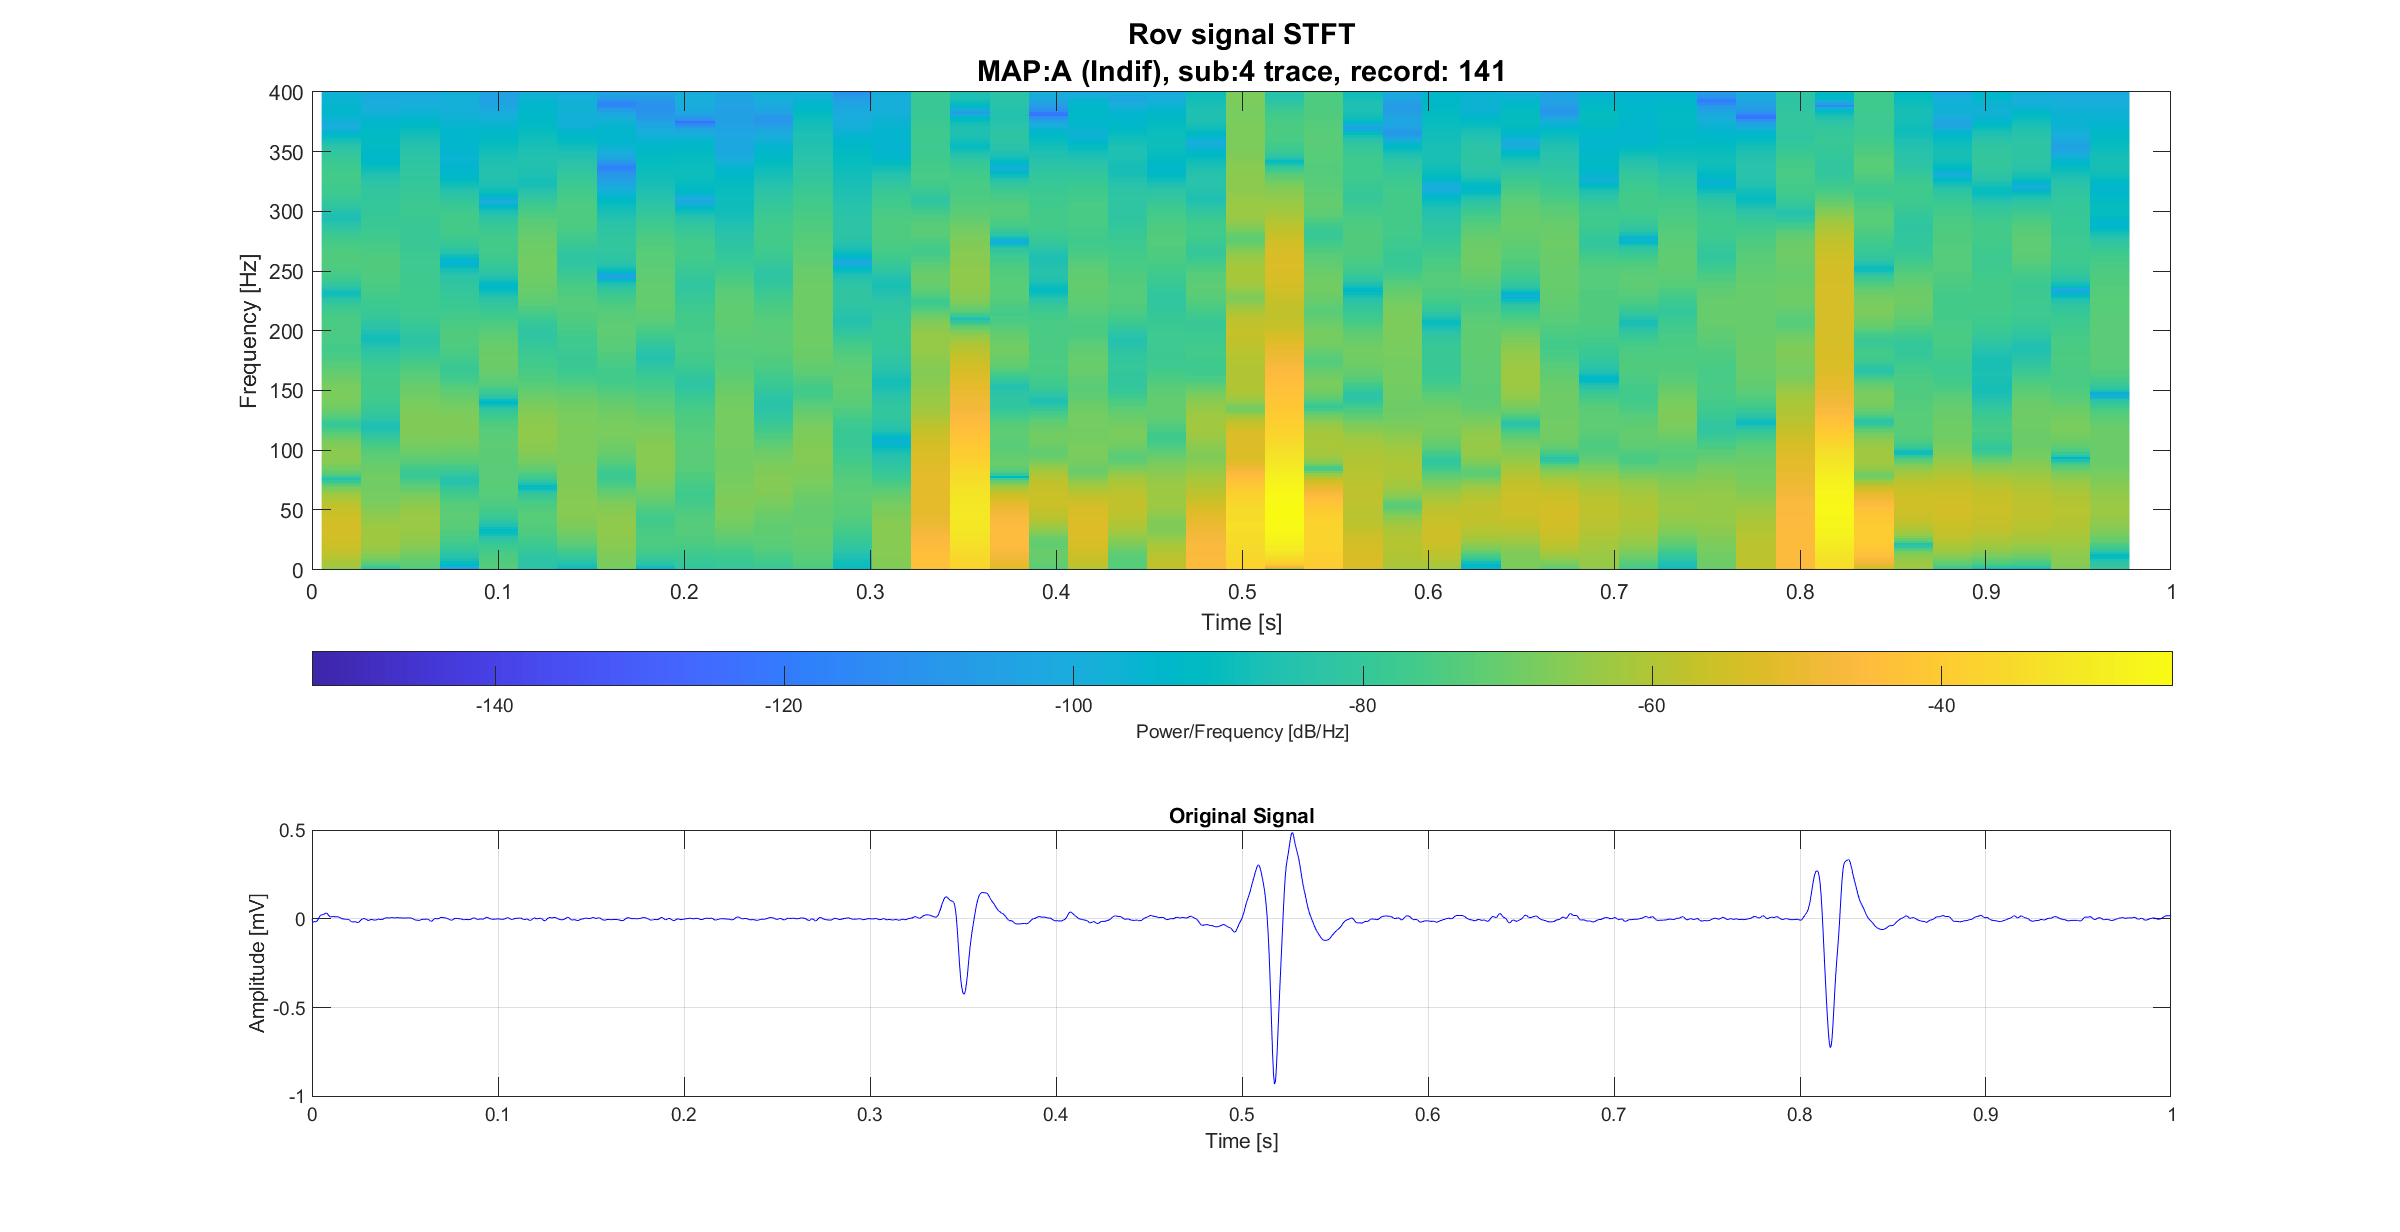 Rov signal STFT
MAP:A (Indif), sub:4 trace, record: 141
400
350
300
250
200
150
100
50
0
Frequency [Hz]
0 0.1 0.2 0.3 0.4 0.5 0.6 0.7 0.8 0.9 1
Time [s]
-140 -120 -100 -80 -60 -40
Power/Frequency [dB/Hz]
Original Signal
0.5
0
-0.5
-1
Amplitude [mV]
0 0.1 0.2 0.3 0.4 0.5 0.6 0.7 0.8 0.9 1
Time [s]